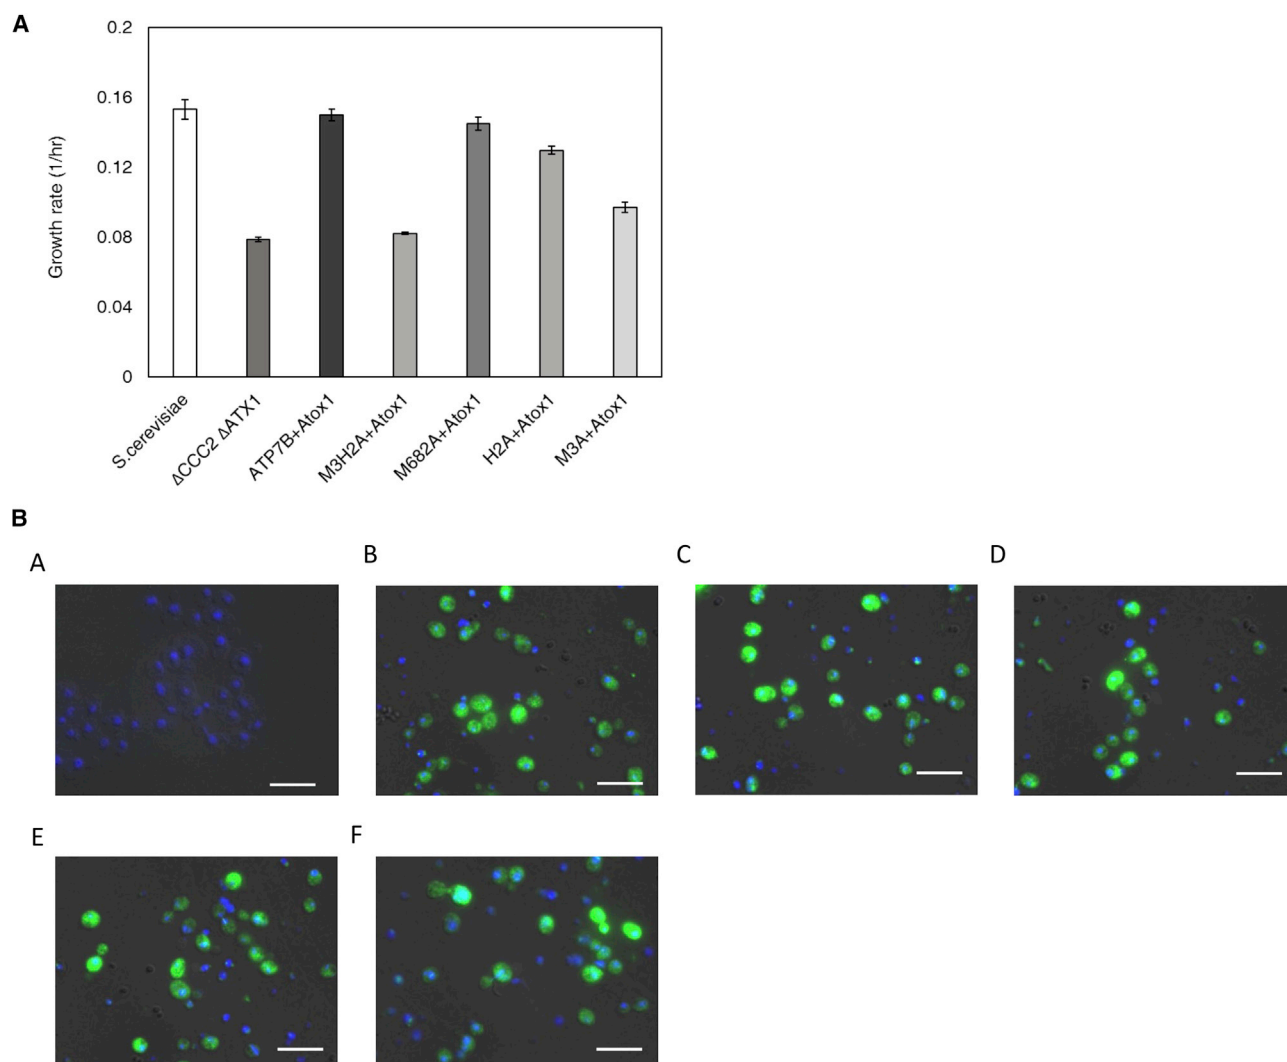 A
0.2
0.16
0.12
0.08
0.04
0
Growth rate (1/hr)
S.cerevisiae
ΔCCC2 ΔATX1
ATP7B+Atox1
M3H2A+Atox1
M682A+Atox1
H2A+Atox1
M3A+Atox1
B
A
B
C
D
E
F